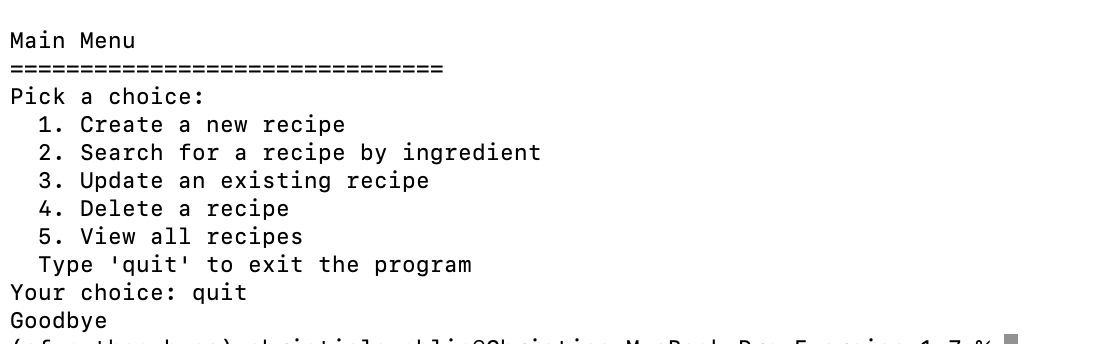 Main Menu
===============================
Pick a choice:
  1. Create a new recipe
  2. Search for a recipe by ingredient
  3. Update an existing recipe
  4. Delete a recipe
  5. View all recipes
  Type 'quit' to exit the program
Your choice: quit
Goodbye